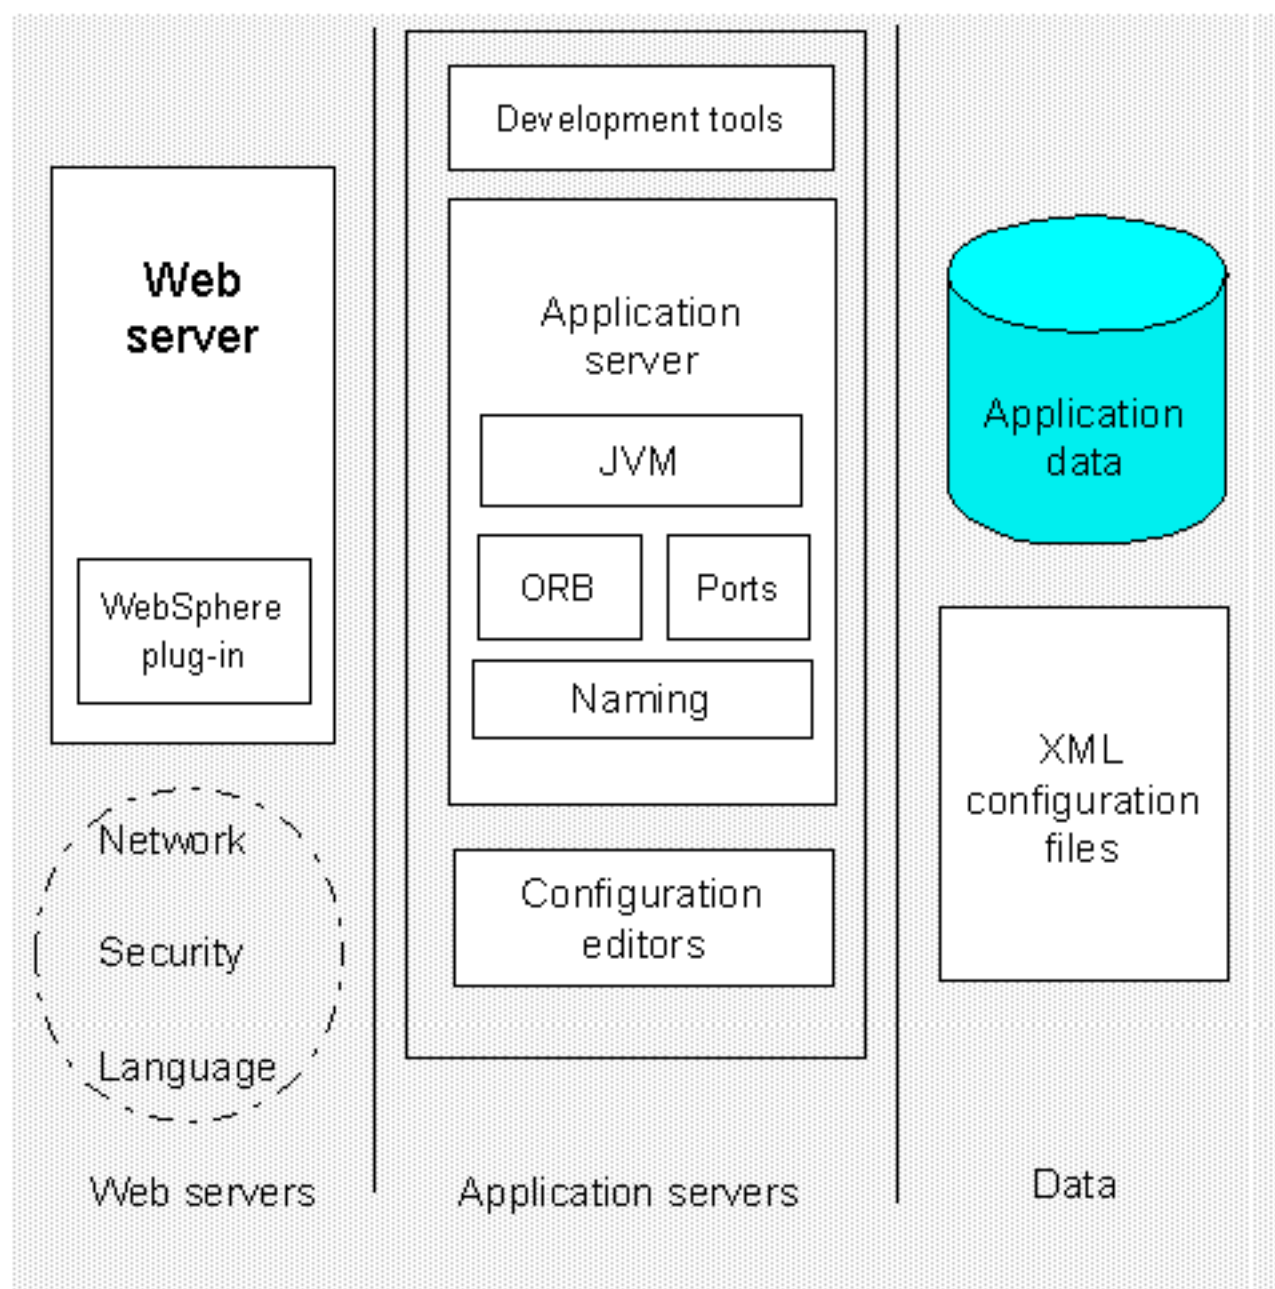 Web
server
WebSphere
plug-in
Network
Security
Language
Web servers
Development tools
Application
server
JVM
ORB
Ports
Naming
Configuration
editors
Application servers
Application
data
XML
configuration
files
Data